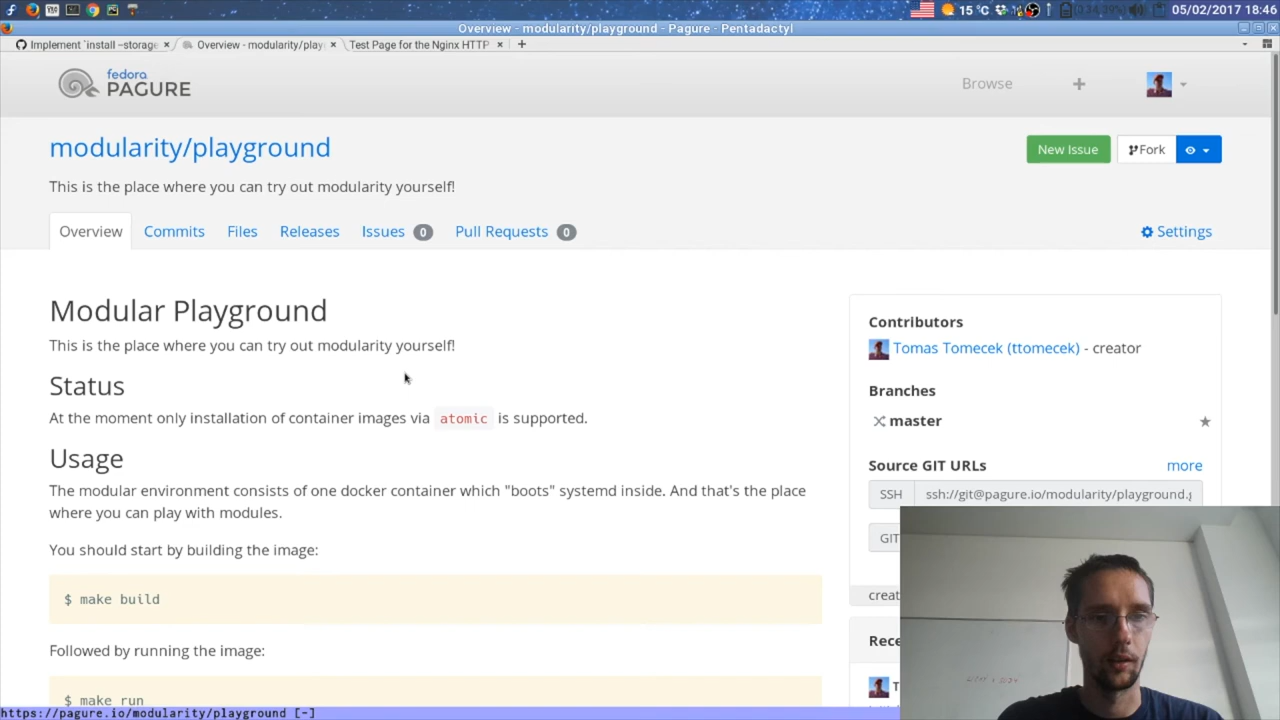 15 ℃
0:34,39%
05/02/2017 18:46
Overview - modularity/playground - Pagure - Pentadactyl
Implement `install –storage
Overview - modularity/play
Test Page for the Nginx HTTP
fedora
PAGURE
Browse
modularity/playground
New Issue
Fork
This is the place where you can try out modularity yourself!
Overview
Commits
Files
Releases
Issues 0
Pull Requests 0
Settings
Modular Playground
This is the place where you can try out modularity yourself!
Status
At the moment only installation of container images via atomic is supported.
Usage
The modular environment consists of one docker container which "boots" systemd inside. And that's the place
where you can play with modules.
You should start by building the image:
$ make build
Followed by running the image:
$ make run
Contributors
Tomas Tomecek (ttomecek) - creator
Branches
master
Source GIT URLs
more
SSH
ssh://git@pagure.io/modularity/playground.g
GIT
creat
Rece
T
https://pagure.io/modularity/playground [-]